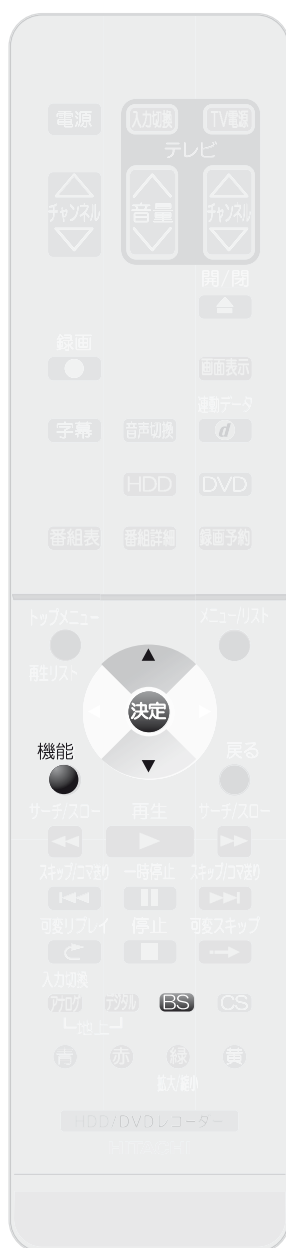 電源 入力切換 TV電源
テレビ
チャンネル 音量 チャンネル
開/閉
録画
画面表示
連動データ
字幕 音声切換 d
HDD DVD
番組表 番組詳細 録画予約
トップメニュー メニュー/リスト
再生リスト
決定
機能 戻る
サーチ/スロー 再生 サーチ/スロー
スキップ/コマ送り 一時停止 スキップ/コマ送り
可変リプレイ 停止 可変スキップ
入力切換
アナログ デジタル BS CS
地上
青 赤 緑 黄
HDD/DVDレコーダー